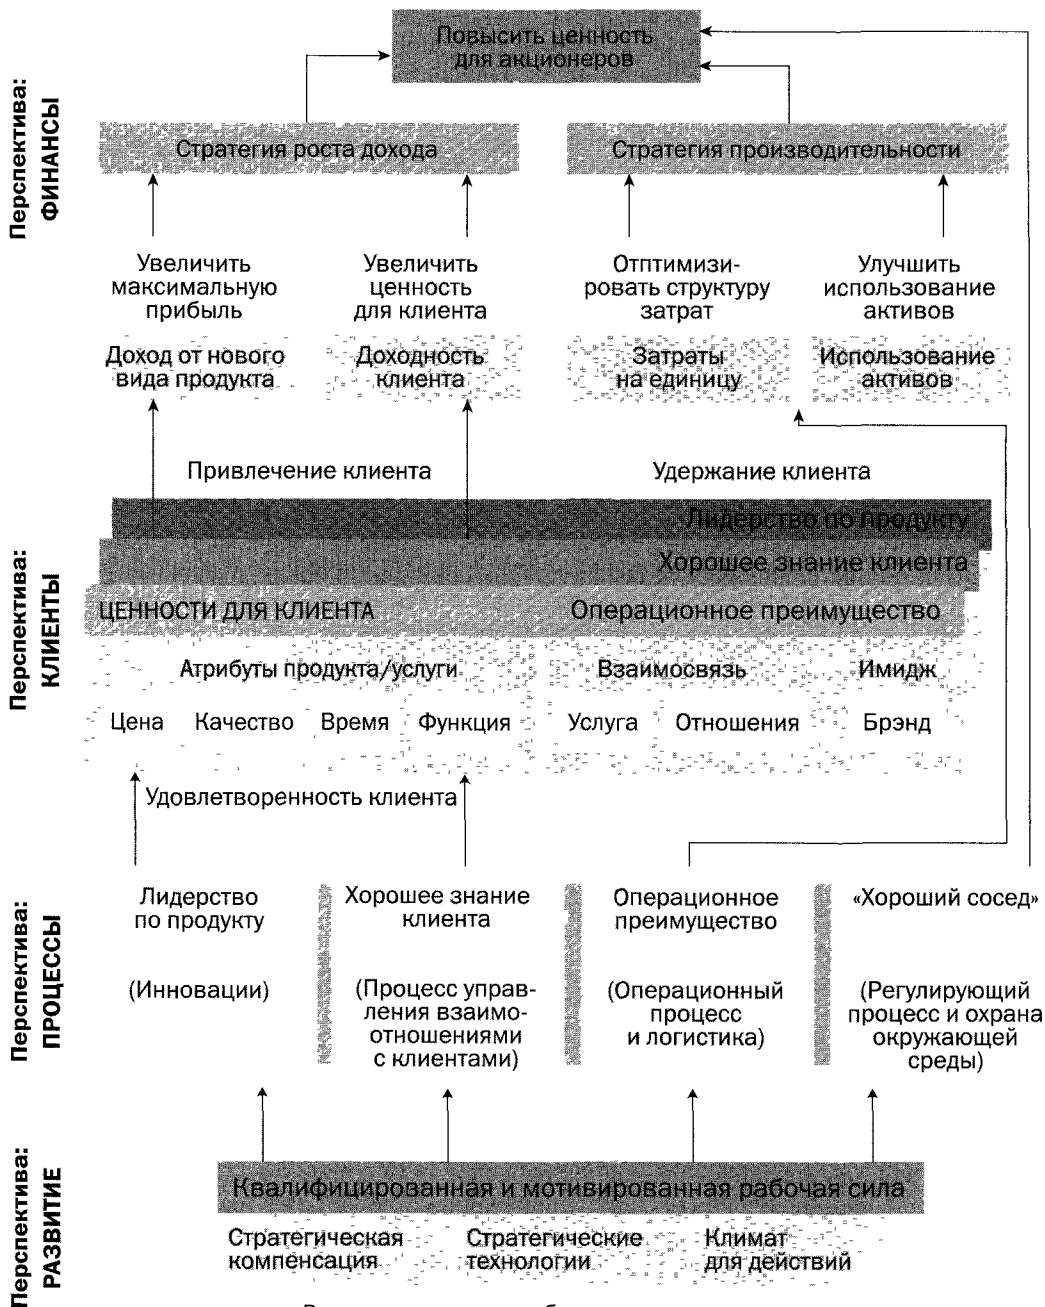 Повысить ценность
для акционеров
Перспектива:
ФИНАНСЫ
Стратегия роста дохода
Стратегия производительности
Увеличить
максимальную
прибыль
Увеличить
ценность
для клиента
Отптимизи-
ровать структуру
затрат
Улучшить
использование
активов
Доход от нового
вида продукта
Доходность
клиента
Затраты
на единицу
Использование
активов
Привлечение клиента
Удержание клиента
Перспектива:
КЛИЕНТЫ
Лидерство по продукту
Хорошее знание клиента
ЦЕННОСТИ ДЛЯ КЛИЕНТА
Операционное преимущество
Атрибуты продукта/услуги
Взаимосвязь
Имидж
Цена
Качество
Время
Функция
Услуга
Отношения
Брэнд
Удовлетворенность клиента
Перспектива:
ПРОЦЕССЫ
Лидерство
по продукту
(Инновации)
Хорошее знание
клиента
(Процесс управ-
ления взаимо-
отношениями
с клиентами)
Операционное
преимущество
(Операционный
процесс
и логистика)
«Хороший сосед»
(Регулирующий
процесс и охрана
окружающей
среды)
Перспектива:
РАЗВИТИЕ
Квалифицированная и мотивированная рабочая сила
Стратегическая
компенсация
Стратегические
технологии
Климат
для действий